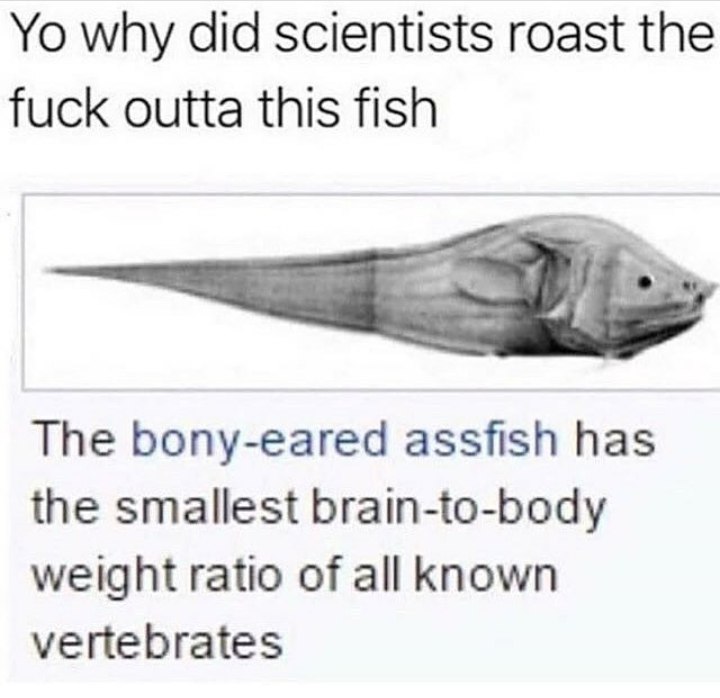 Yo why did scientists roast the
fuck outta this fish
The bony-eared assfish has
the smallest brain-to-body
weight ratio of all known
vertebrates